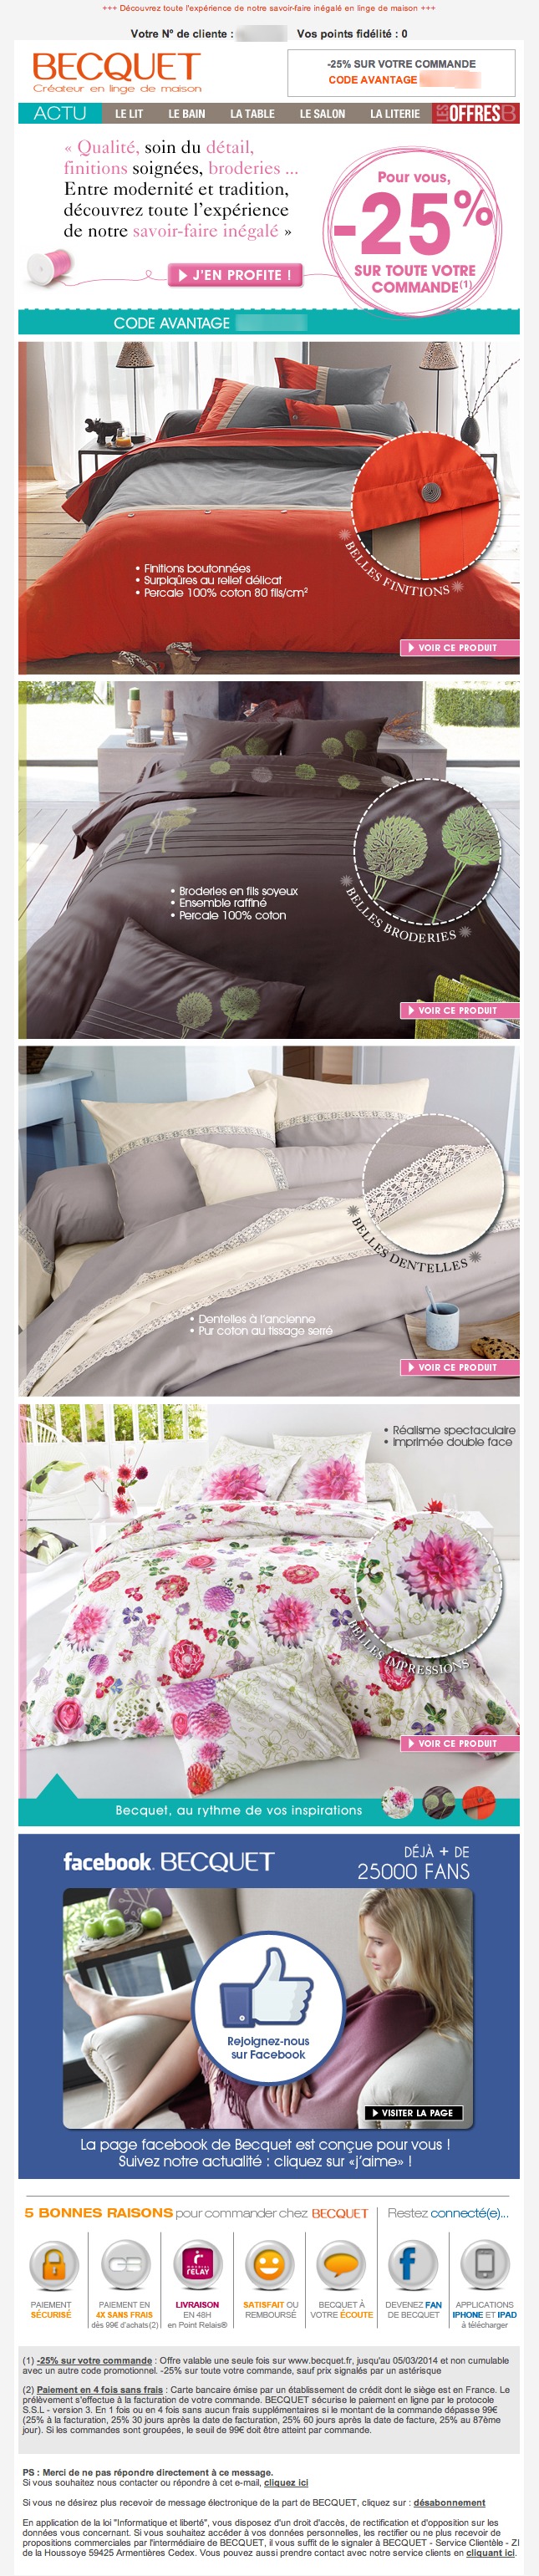 +++ Découvrez toute l'expérience de notre savoir-faire inégalé en linge de maison +++
Votre N° de cliente : Vos points fidélité : 0
BECQUET
Créateur en linge de maison
-25% SUR VOTRE COMMANDE
CODE AVANTAGE
ACTU LE LIT LE BAIN LA TABLE LE SALON LA LITERIE LES OFFRES B
« Qualité, soin du détail,
finitions soignées, broderies ...
Entre modernité et tradition,
découvrez toute l'expérience
de notre savoir-faire inégalé »
J'EN PROFITE !
Pour vous,
-25%
SUR TOUTE VOTRE
COMMANDE(1)
CODE AVANTAGE
BELLES FINITIONS
• Finitions boutonnées
• Surpiqûres au relief délicat
• Percale 100% coton 80 fils/cm²
VOIR CE PRODUIT
• Broderies en fils soyeux
• Ensemble raffiné
• Percale 100% coton
BELLES BRODERIES
VOIR CE PRODUIT
BELLES DENTELLES
• Dentelles à l'ancienne
• Pur coton au tissage serré
VOIR CE PRODUIT
• Réalisme spectaculaire
• Imprimée double face
BELLES IMPRESSIONS
VOIR CE PRODUIT
Becquet, au rythme de vos inspirations
facebook. BECQUET
DÉJÀ + DE
25000 FANS
Rejoignez-nous
sur Facebook
VISITER LA PAGE
La page facebook de Becquet est conçue pour vous !
Suivez notre actualité : cliquez sur «j'aime» !
5 BONNES RAISONS pour commander chez BECQUET
Restez connecté(e)...
MONDIAL
RELAY
PAIEMENT
SÉCURISÉ
PAIEMENT EN
4X SANS FRAIS
dès 99€ d'achats(2)
LIVRAISON
EN 48H
en Point Relais®
SATISFAIT OU
REMBOURSÉ
BECQUET À
VOTRE ÉCOUTE
DEVENEZ FAN
DE BECQUET
APPLICATIONS
IPHONE ET IPAD
à télécharger
(1) -25% sur votre commande : Offre valable une seule fois sur www.becquet.fr, jusqu'au 05/03/2014 et non cumulable
avec un autre code promotionnel. -25% sur toute votre commande, sauf prix signalés par un astérisque
(2) Paiement en 4 fois sans frais : Carte bancaire émise par un établissement de crédit dont le siège est en France. Le
prélèvement s'effectue à la facturation de votre commande. BECQUET sécurise le paiement en ligne par le protocole
S.S.L - version 3. En 1 fois ou en 4 fois sans aucun frais supplémentaires si le montant de la commande dépasse 99€
(25% à la facturation, 25% 30 jours après la date de facturation, 25% 60 jours après la date de facture, 25% au 87ème
jour). Si les commandes sont groupées, le seuil de 99€ doit être atteint par commande.
PS : Merci de ne pas répondre directement à ce message.
Si vous souhaitez nous contacter ou répondre à cet e-mail, cliquez ici
Si vous ne désirez plus recevoir de message électronique de la part de BECQUET, cliquez sur : désabonnement
En application de la loi "Informatique et liberté", vous disposez d'un droit d'accès, de rectification et d'opposition sur les
données vous concernant. Si vous souhaitez accéder à vos données personnelles, les rectifier ou ne plus recevoir de
propositions commerciales par l'intermédiaire de BECQUET, il vous suffit de le signaler à BECQUET - Service Clientèle - ZI
de la Houssoye 59425 Armentières Cedex. Vous pouvez aussi prendre contact avec notre service clients en cliquant ici.